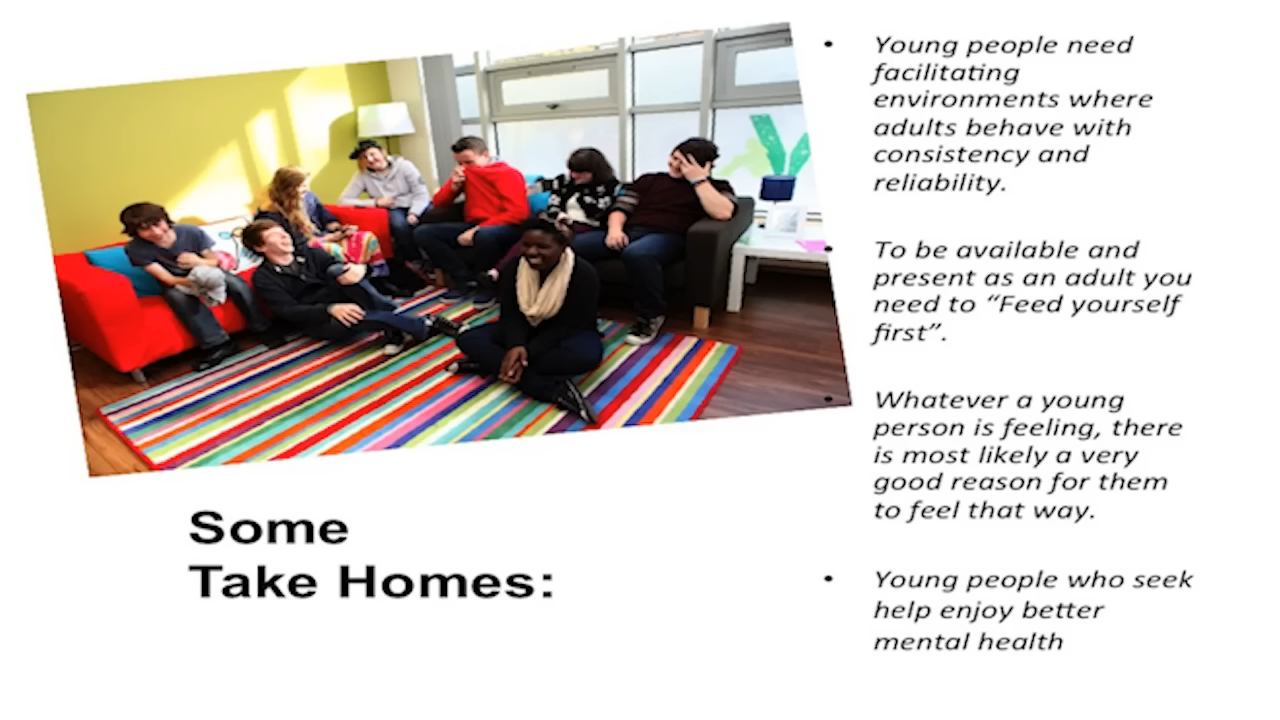 Some
Take Homes:
• Young people need
facilitating
environments where
adults behave with
consistency and
reliability.
• To be available and
present as an adult you
need to “Feed yourself
first”.
• Whatever a young
person is feeling, there
is most likely a very
good reason for them
to feel that way.
• Young people who seek
help enjoy better
mental health